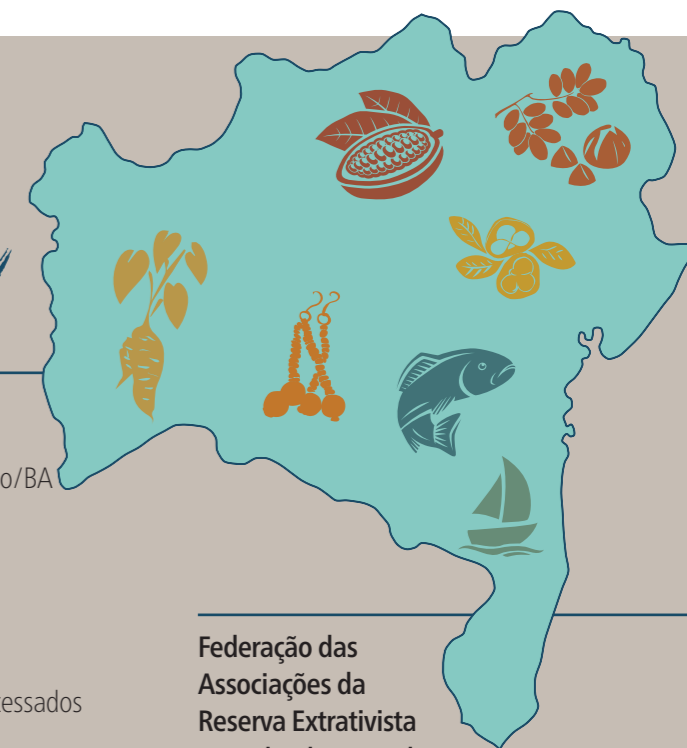 o/BA
essados
Federação das
Associações da
Reserva Extrativista